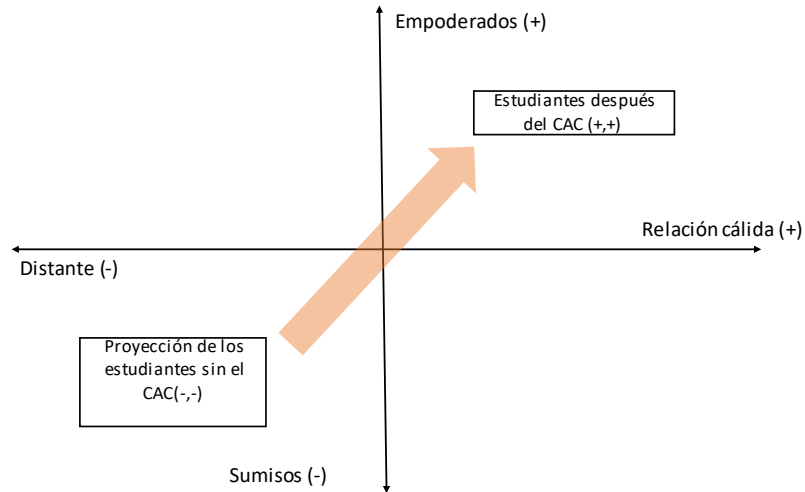 Empoderados (+)
Estudiantes después
del CAC (+,+)
Relación cálida (+)
Distante (-)
Proyección de los
estudiantes sin el
CAC(-,-)
Sumisos (-)